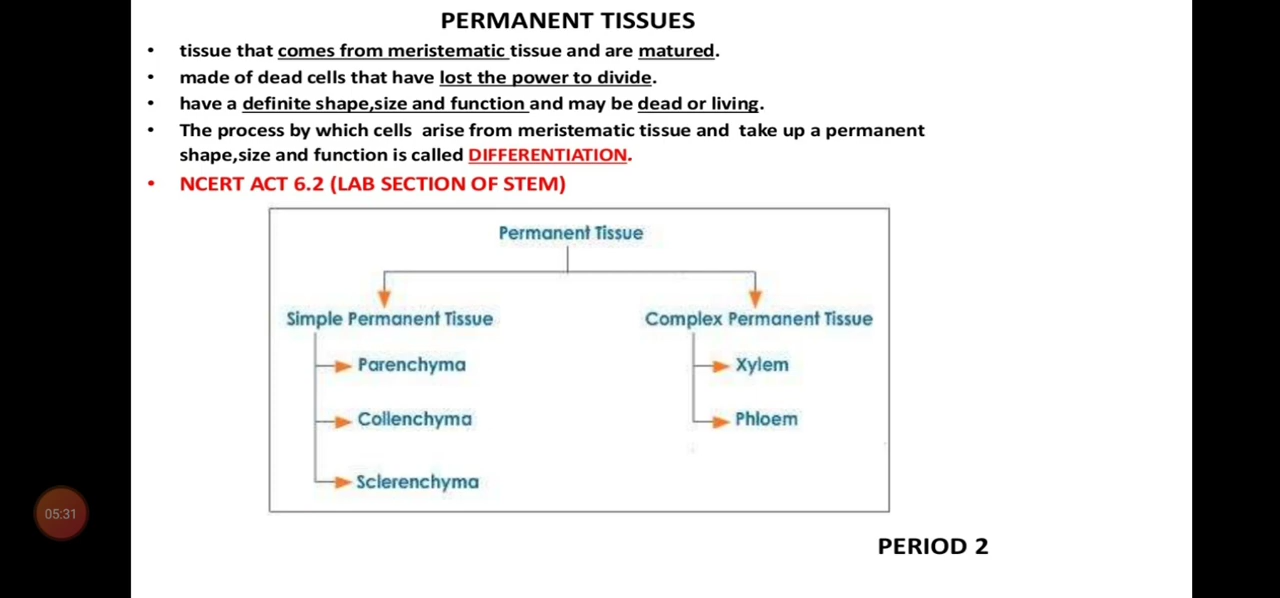 PERMANENT TISSUES
• tissue that comes from meristematic tissue and are matured.
• made of dead cells that have lost the power to divide.
• have a definite shape,size and function and may be dead or living.
• The process by which cells arise from meristematic tissue and take up a permanent
shape,size and function is called DIFFERENTIATION.
• NCERT ACT 6.2 (LAB SECTION OF STEM)
Permanent Tissue
Simple Permanent Tissue
Complex Permanent Tissue
Parenchyma
Xylem
Collenchyma
Phloem
Sclerenchyma
05:31
PERIOD 2